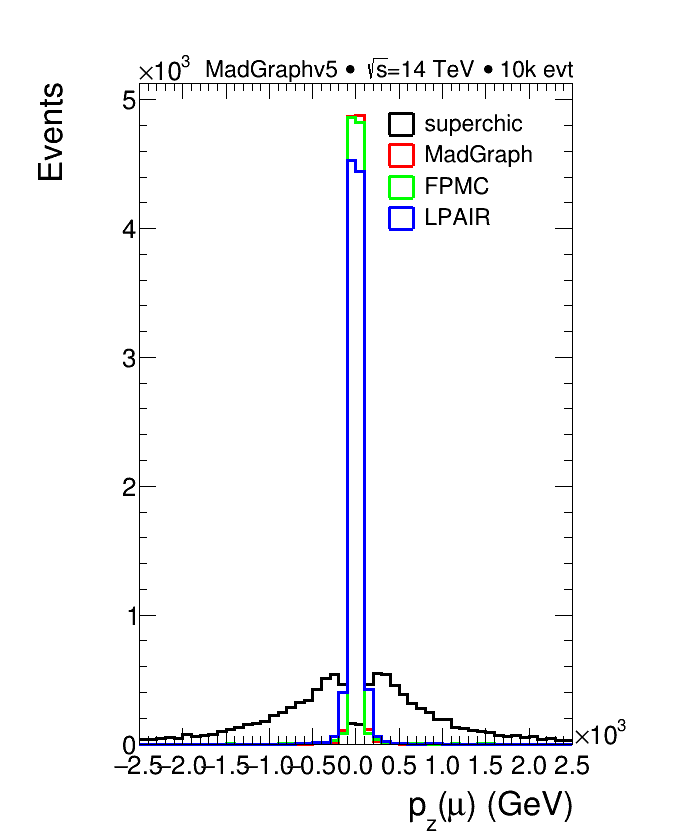 ×10³ MadGraphv5 • √s=14 TeV • 10k evt
Events
5
superchic
MadGraph
FPMC
LPAIR
4
3
2
1
0
−2.5 −2.0 −1.5 −1.0 −0.5 0.0 0.5 1.0 1.5 2.0 2.5 ×10³
p_z(μ) (GeV)